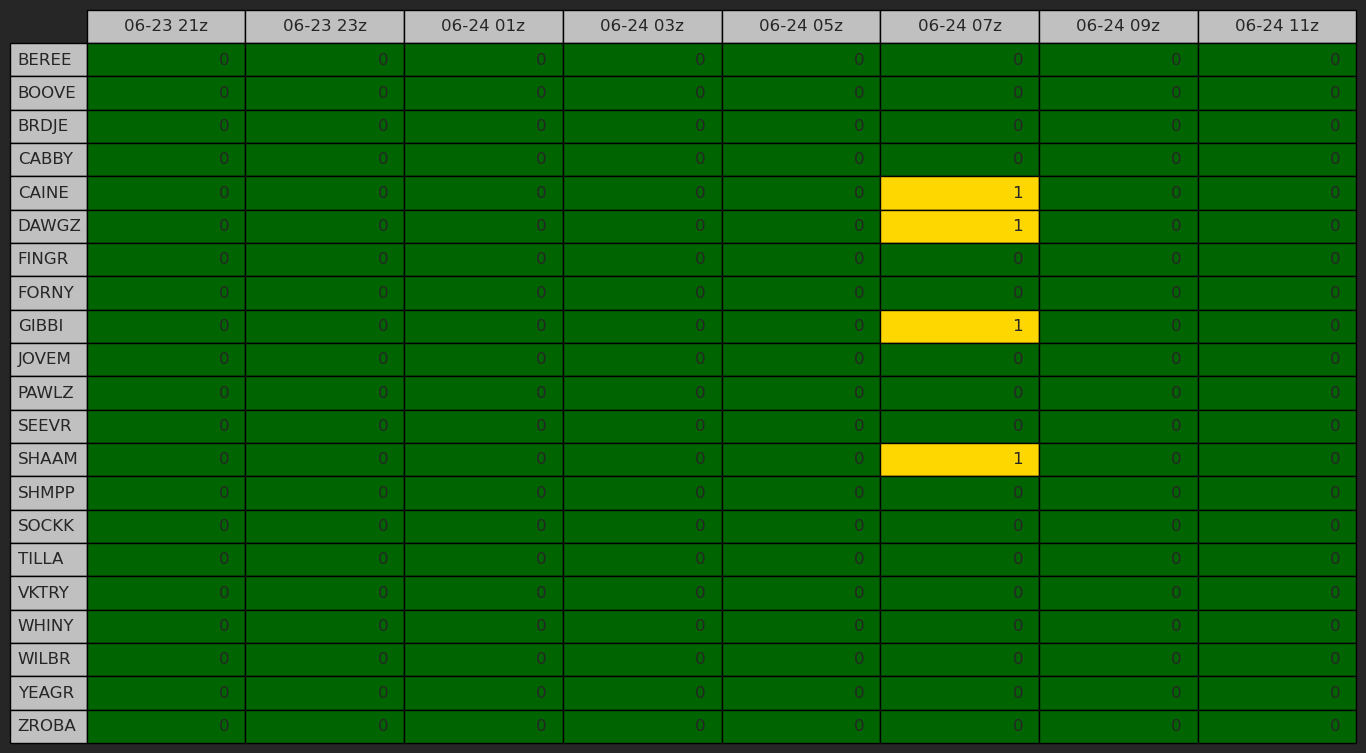 06-23 21z 06-23 23z 06-24 01z 06-24 03z 06-24 05z 06-24 07z 06-24 09z 06-24 11z
BEREE 0 0 0 0 0 0 0 0
BOOVE 0 0 0 0 0 0 0 0
BRDJE 0 0 0 0 0 0 0 0
CABBY 0 0 0 0 0 0 0 0
CAINE 0 0 0 0 0 1 0 0
DAWGZ 0 0 0 0 0 1 0 0
FINGR 0 0 0 0 0 0 0 0
FORNY 0 0 0 0 0 0 0 0
GIBBI 0 0 0 0 0 1 0 0
JOVEM 0 0 0 0 0 0 0 0
PAWLZ 0 0 0 0 0 0 0 0
SEEVR 0 0 0 0 0 0 0 0
SHAAM 0 0 0 0 0 1 0 0
SHMPP 0 0 0 0 0 0 0 0
SOCKK 0 0 0 0 0 0 0 0
TILLA 0 0 0 0 0 0 0 0
VKTRY 0 0 0 0 0 0 0 0
WHINY 0 0 0 0 0 0 0 0
WILBR 0 0 0 0 0 0 0 0
YEAGR 0 0 0 0 0 0 0 0
ZROBA 0 0 0 0 0 0 0 0